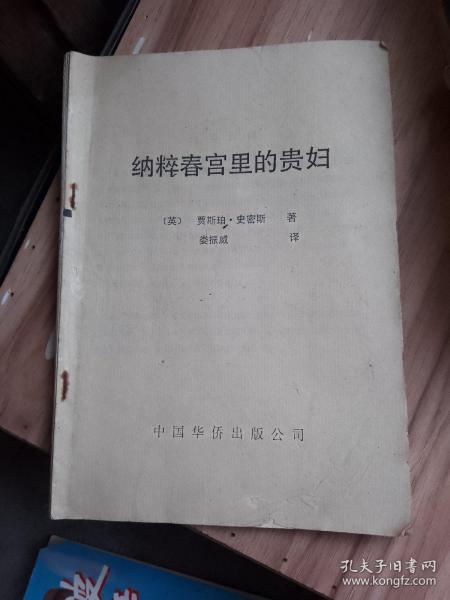 纳粹春宫里的贵妇
〔英〕 贾斯珀·史密斯 著
娄振威 译
中国华侨出版公司
孔夫子旧书网
www.kongfz.com